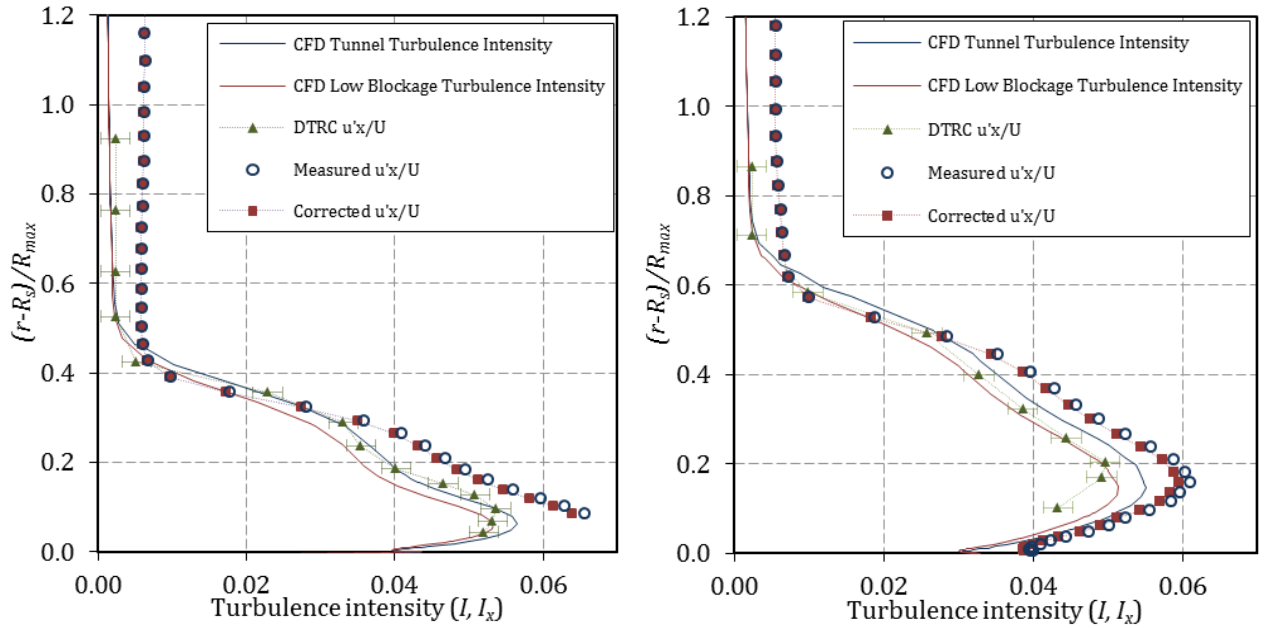 1.2
1.0
0.8
0.6
0.4
0.2
0.0
(r-Rs)/Rmax
CFD Tunnel Turbulence Intensity
CFD Low Blockage Turbulence Intensity
DTRC u'x/U
Measured u'x/U
Corrected u'x/U
0.00
0.02
0.04
0.06
Turbulence intensity (I, Ix)
1.2
1.0
0.8
0.6
0.4
0.2
0.0
(r-Rs)/Rmax
CFD Tunnel Turbulence Intensity
CFD Low Blockage Turbulence Intensity
DTRC u'x/U
Measured u'x/U
Corrected u'x/U
0.00
0.02
0.04
0.06
Turbulence intensity (I, Ix)